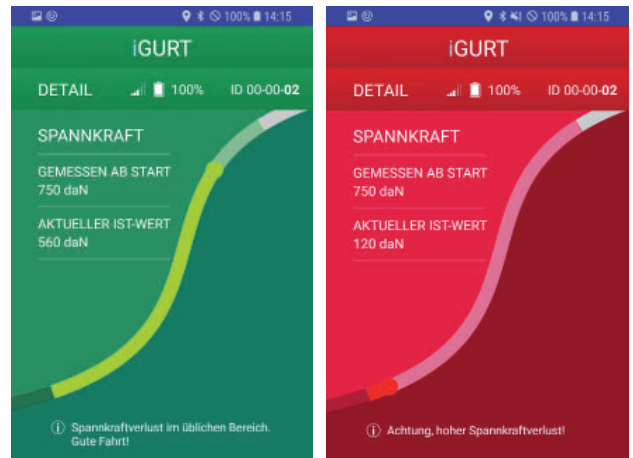 100% 14:15
iGURT
DETAIL 100% ID 00-00-02
SPANNKRAFT
GEMESSEN AB START
750 daN
AKTUELLER IST-WERT
560 daN
Spannkraftverlust im üblichen Bereich.
Gute Fahrt!
100% 14:15
iGURT
DETAIL 100% ID 00-00-02
SPANNKRAFT
GEMESSEN AB START
750 daN
AKTUELLER IST-WERT
120 daN
Achtung, hoher Spannkraftverlust!